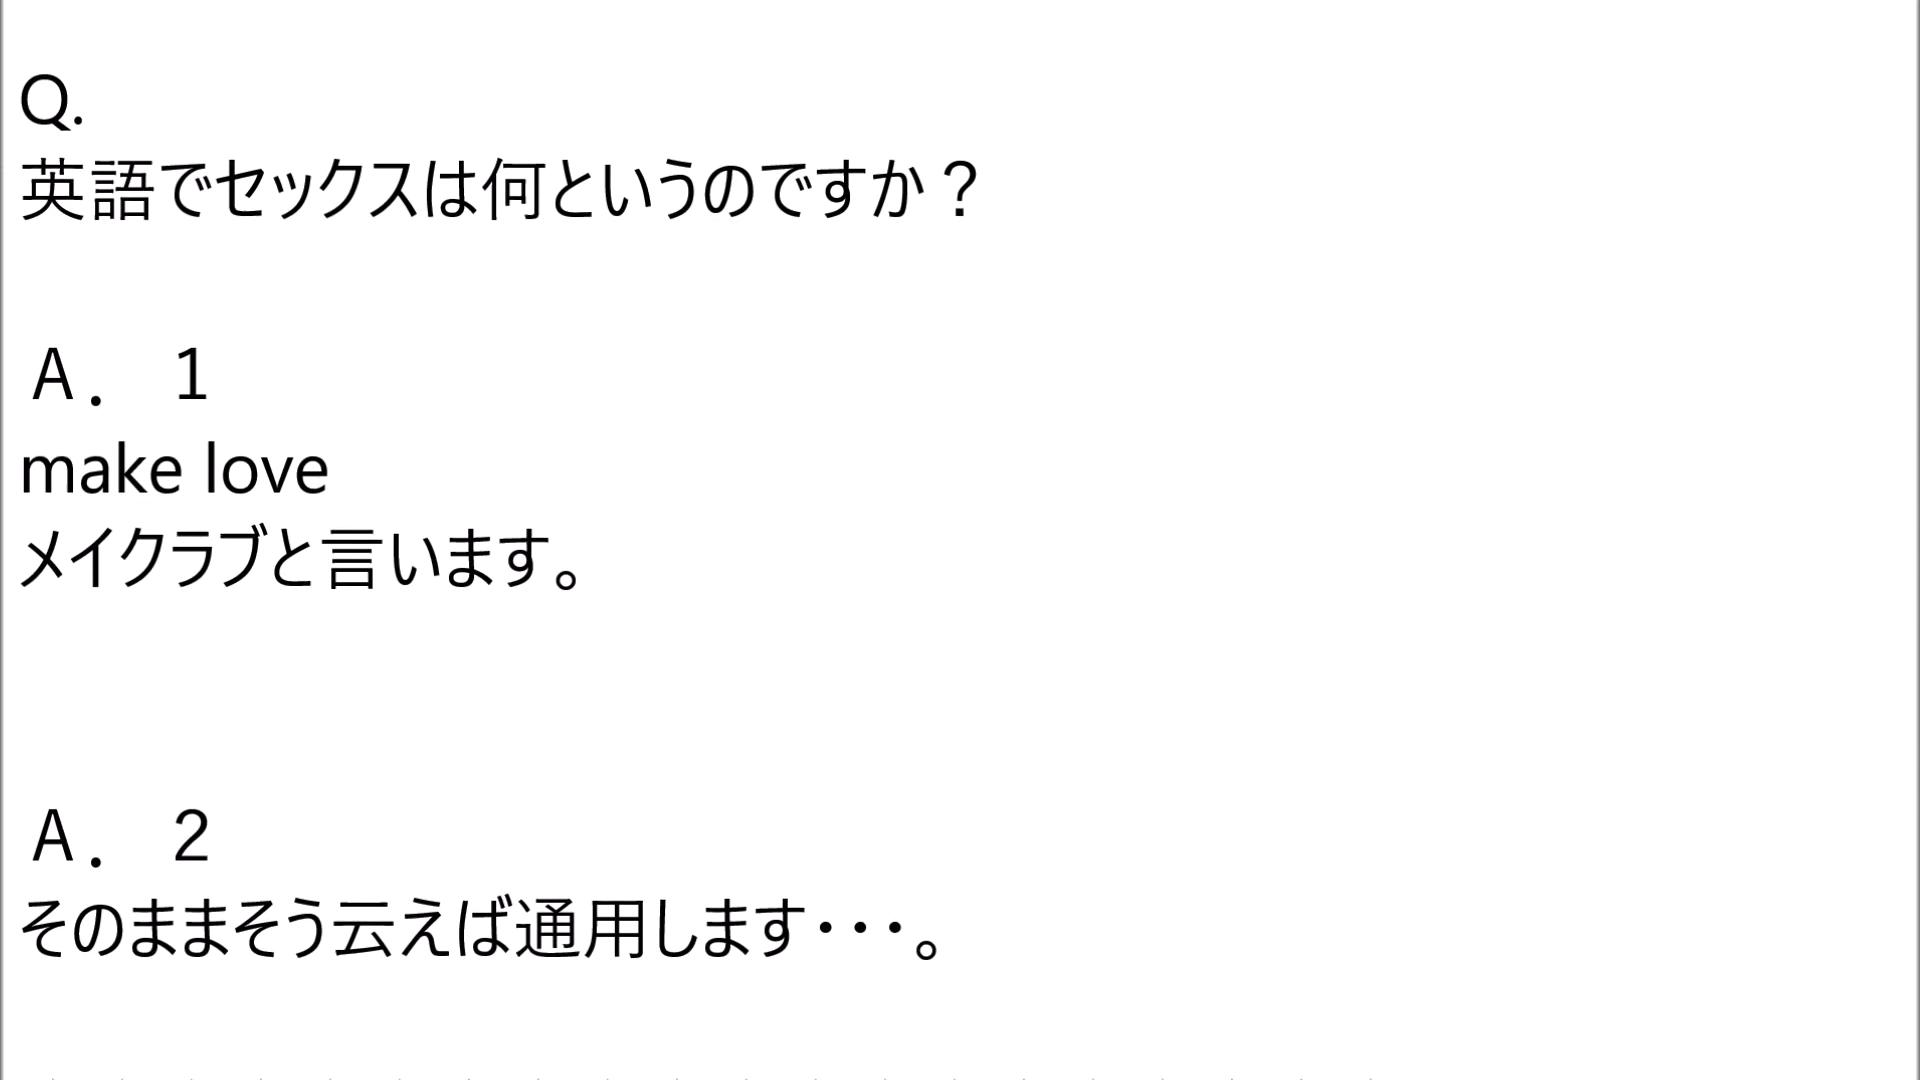 Q.
英語でセックスは何というのですか？
Ａ．　１
make love
メイクラブと言います。
Ａ．　２
そのままそう云えば通用します・・・。